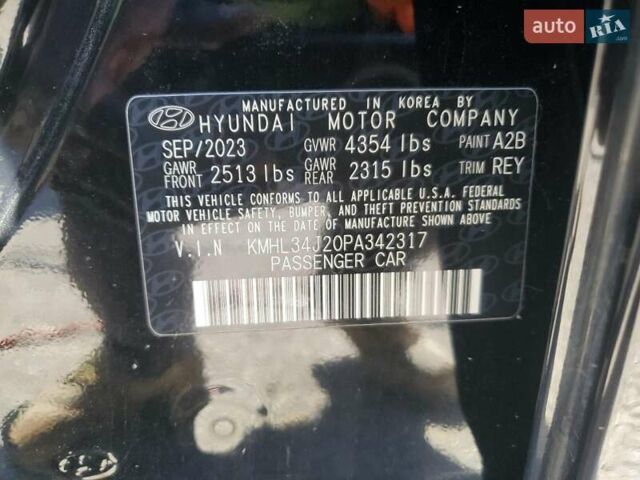 auto RIA
.com
MANUFACTURED IN KOREA BY
HYUNDAI MOTOR COMPANY
SEP/2023 GVWR 4354 lbs PAINT A2B
GAWR FRONT 2513 lbs GAWR REAR 2315 lbs TRIM REY
THIS VEHICLE CONFORMS TO ALL APPLICABLE U.S.A. FEDERAL
MOTOR VEHICLE SAFETY, BUMPER, AND THEFT PREVENTION STANDARDS
IN EFFECT ON THE DATE OF MANUFACTURE SHOWN ABOVE.
V.I.N KMHL34J20PA342317
PASSENGER CAR